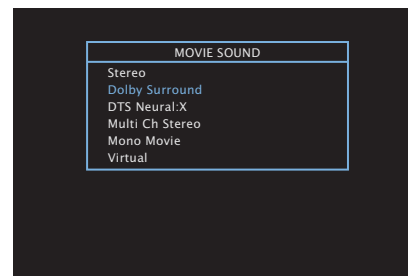 MOVIE SOUND
Stereo
Dolby Surround
DTS Neural:X
Multi Ch Stereo
Mono Movie
Virtual